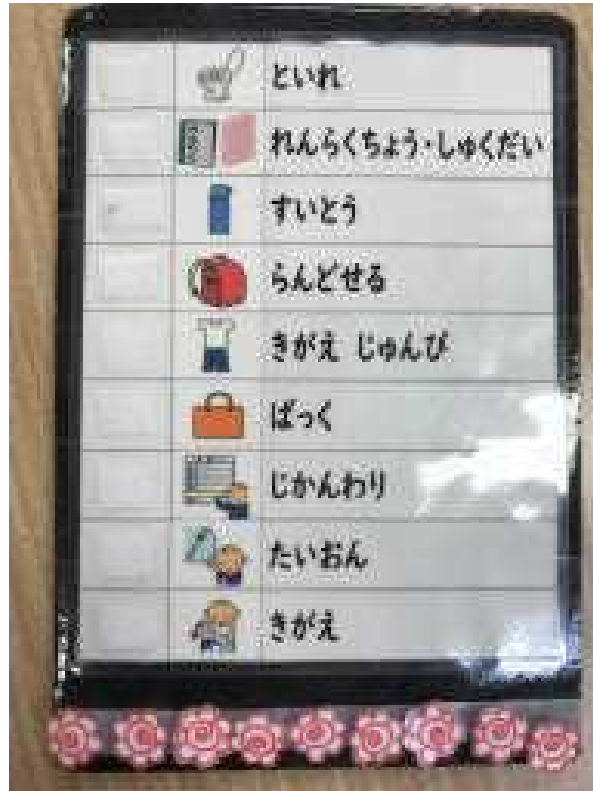 といれ
れんらくちょう・しゅくだい
すいとう
らんどせる
きがえ じゅんび
ばっく
じかんわり
たいおん
きがえ